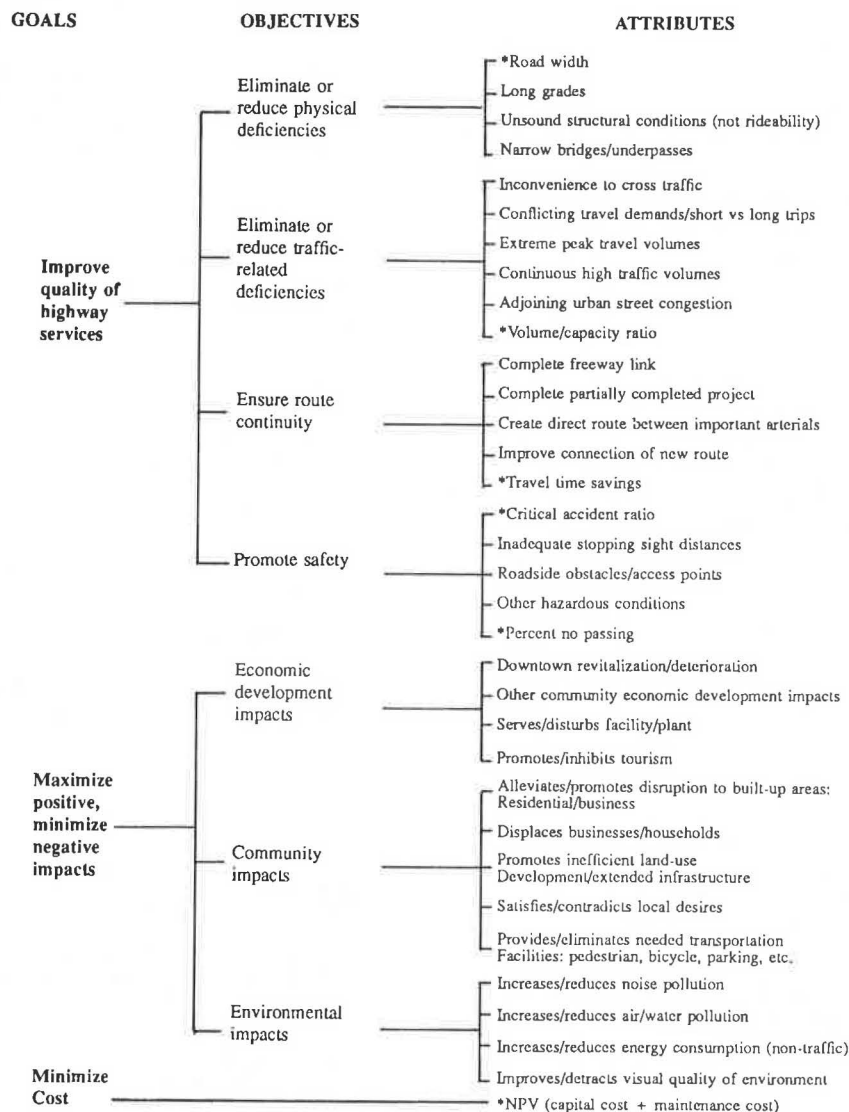 GOALS
OBJECTIVES
ATTRIBUTES
Improve
quality of
highway
services
Eliminate or
reduce physical
deficiencies
*Road width
Long grades
Unsound structural conditions (not rideability)
Narrow bridges/underpasses
Eliminate or
reduce traffic-
related
deficiencies
Inconvenience to cross traffic
Conflicting travel demands/short vs long trips
Extreme peak travel volumes
Continuous high traffic volumes
Adjoining urban street congestion
*Volume/capacity ratio
Ensure route
continuity
Complete freeway link
Complete partially completed project
Create direct route between important arterials
Improve connection of new route
*Travel time savings
Promote safety
*Critical accident ratio
Inadequate stopping sight distances
Roadside obstacles/access points
Other hazardous conditions
*Percent no passing
Maximize
positive,
minimize
negative
impacts
Economic
development
impacts
Downtown revitalization/deterioration
Other community economic development impacts
Serves/disturbs facility/plant
Promotes/inhibits tourism
Community
impacts
Alleviates/promotes disruption to built-up areas:
Residential/business
Displaces businesses/households
Promotes inefficient land-use
Development/extended infrastructure
Satisfies/contradicts local desires
Provides/eliminates needed transportation
Facilities: pedestrian, bicycle, parking, etc.
Environmental
impacts
Increases/reduces noise pollution
Increases/reduces air/water pollution
Increases/reduces energy consumption (non-traffic)
Improves/detracts visual quality of environment
Minimize
Cost
*NPV (capital cost + maintenance cost)